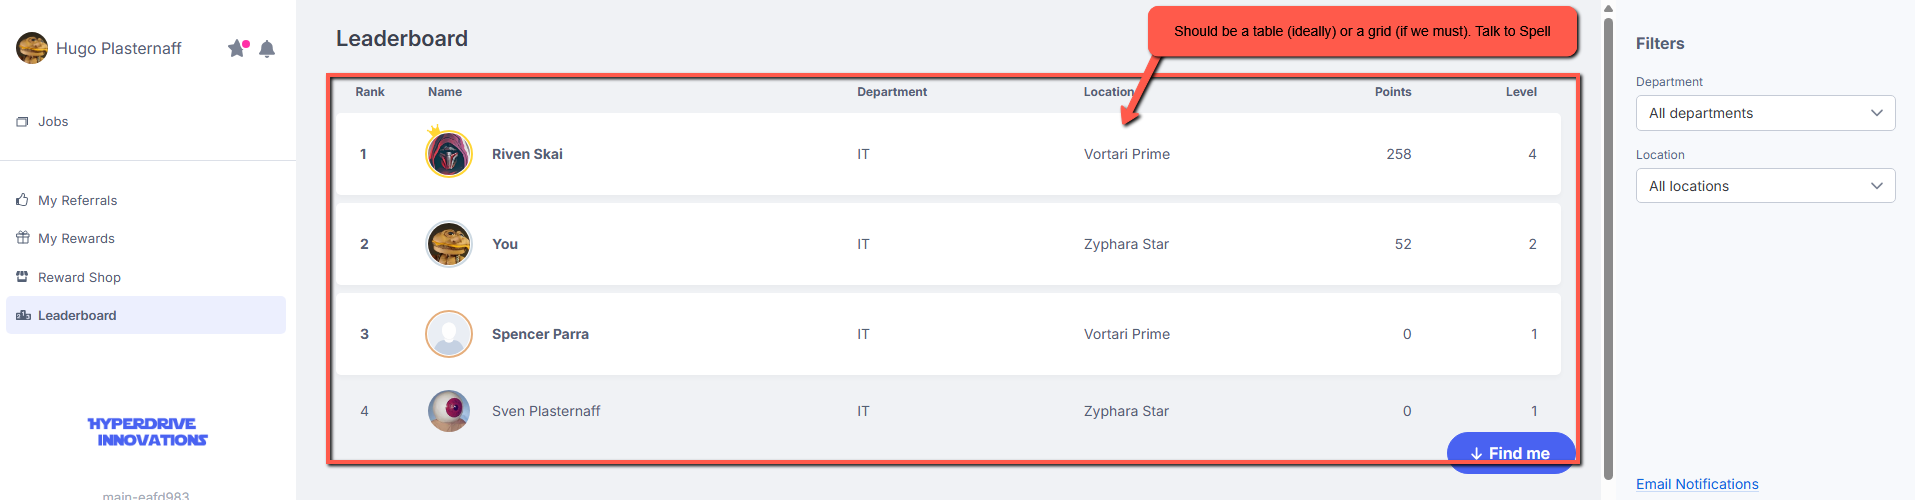 Hugo Plasternaff
Jobs
My Referrals
My Rewards
Reward Shop
Leaderboard
HYPERDRIVE
INNOVATIONS
main-eafd983
Leaderboard
Should be a table (ideally) or a grid (if we must). Talk to Spell
Rank Name Department Location Points Level
1 Riven Skai IT Vortari Prime 258 4
2 You IT Zyphara Star 52 2
3 Spencer Parra IT Vortari Prime 0 1
4 Sven Plasternaff IT Zyphara Star 0 1
Find me
Filters
Department
All departments
Location
All locations
Email Notifications